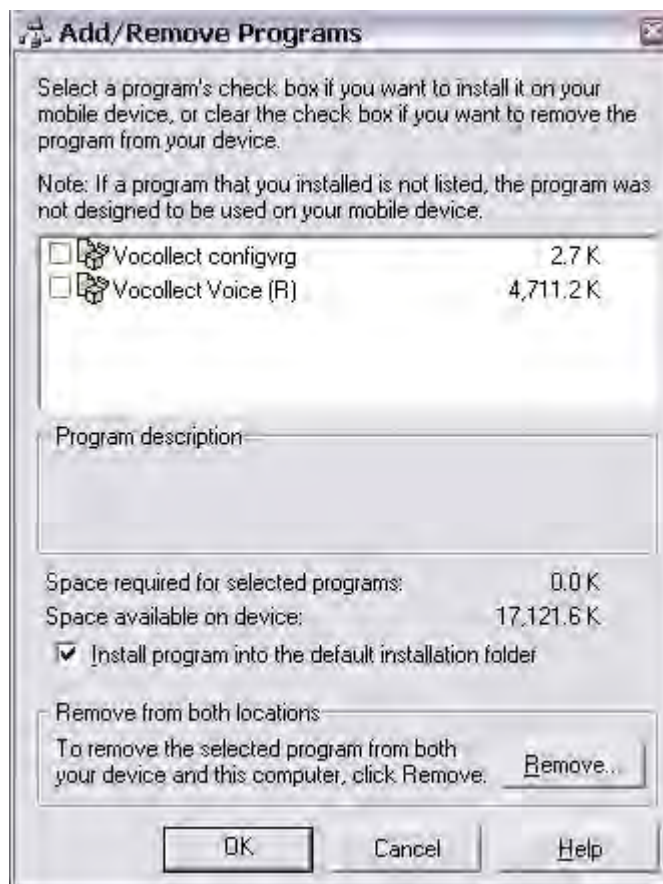 Add/Remove Programs
Select a program's check box if you want to install it on your
mobile device, or clear the check box if you want to remove the
program from your device.
Note: If a program that you installed is not listed, the program was
not designed to be used on your mobile device.
Vocollect configvrg 2.7 K
Vocollect Voice (R) 4,711.2 K
Program description
Space required for selected programs: 0.0 K
Space available on device: 17,121.6 K
Install program into the default installation folder
Remove from both locations
To remove the selected program from both
your device and this computer, click Remove.
Remove...
OK Cancel Help